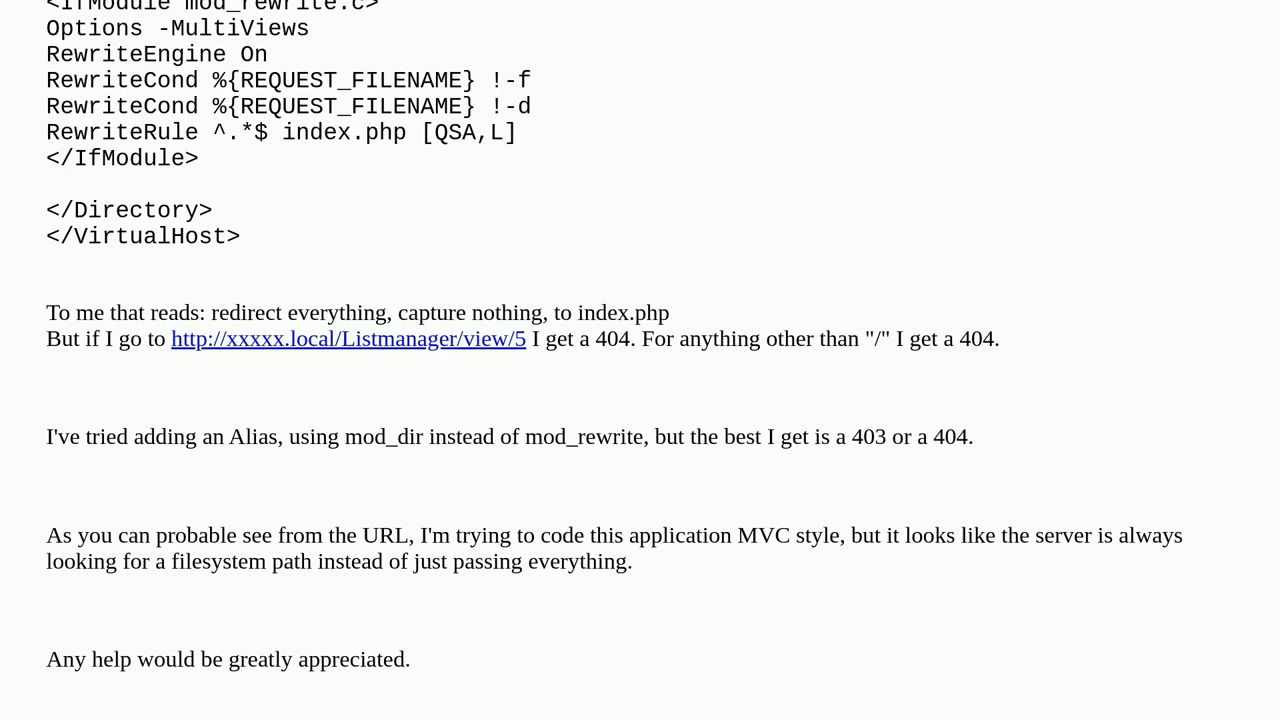 <IfModule mod_rewrite.c>
Options -MultiViews
RewriteEngine On
RewriteCond %{REQUEST_FILENAME} !-f
RewriteCond %{REQUEST_FILENAME} !-d
RewriteRule ^.*$ index.php [QSA,L]
</IfModule>
</Directory>
</VirtualHost>
To me that reads: redirect everything, capture nothing, to index.php
But if I go to http://xxxxx.local/Listmanager/view/5 I get a 404. For anything other than "/" I get a 404.
I've tried adding an Alias, using mod_dir instead of mod_rewrite, but the best I get is a 403 or a 404.
As you can probable see from the URL, I'm trying to code this application MVC style, but it looks like the server is always
looking for a filesystem path instead of just passing everything.
Any help would be greatly appreciated.